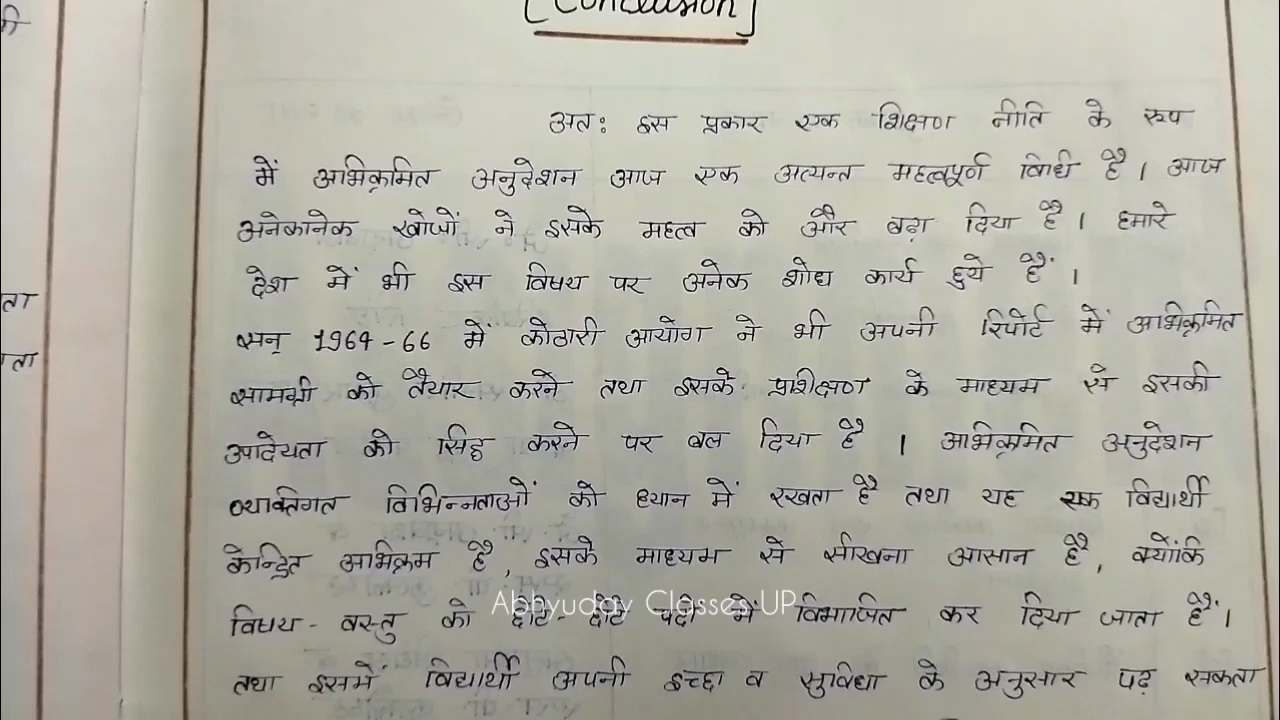 [Conclusion]
अतः इस प्रकार एक शिक्षण नीति के रूप
में अभिक्रमित अनुदेशन आज एक अत्यन्त महत्वपूर्ण विधि है । आज
अनेकानेक खोजों ने इसके महत्व को और बढ़ा दिया है । हमारे
देश में भी इस विषय पर अनेक शोध कार्य हुये हैं ।
सन् 1964-66 में कोठारी आयोग ने भी अपनी रिपोर्ट में अभिक्रमित
सामग्री को तैयार करने तथा इसके प्रशिक्षण के माध्यम से इसकी
उपादेयता को सिद्ध करने पर बल दिया है । अभिक्रमित अनुदेशन
व्यक्तिगत विभिन्नताओं को ध्यान में रखता है तथा यह एक विद्यार्थी
केन्द्रित अभिक्रम है, इसके माध्यम से सीखना आसान है, क्योंकि
विषय-वस्तु को छोटे-छोटे पदों में विभाजित कर दिया जाता है ।
Abhyuday Classes UP
तथा इसमें विद्यार्थी अपनी इच्छा व सुविधा के अनुसार पढ़ सकता